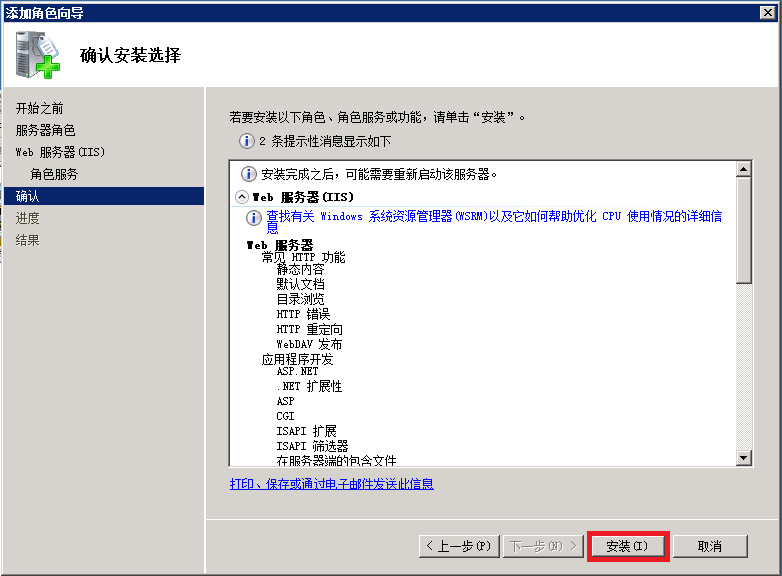 添加角色向导
确认安装选择
开始之前
服务器角色
Web 服务器(IIS)
角色服务
确认
进度
结果
若要安装以下角色、角色服务或功能，请单击“安装”。
2 条提示性消息显示如下
安装完成之后，可能需要重新启动该服务器。
Web 服务器(IIS)
查找有关 Windows 系统资源管理器(WSRM)以及它如何帮助优化 CPU 使用情况的详细信
息
Web 服务器
常见 HTTP 功能
静态内容
默认文档
目录浏览
HTTP 错误
HTTP 重定向
WebDAV 发布
应用程序开发
ASP.NET
.NET 扩展性
ASP
CGI
ISAPI 扩展
ISAPI 筛选器
在服务器端的包含文件
打印、保存或通过电子邮件发送此信息
< 上一步(P)
下一步(N) >
安装(I)
取消